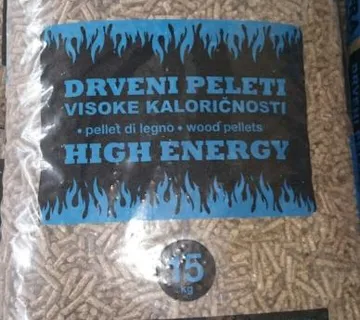 DRVENI PELETI
VISOKE KALORIČNOSTI
• pellet di legno • wood pellets
HIGH ENERGY
15
kg